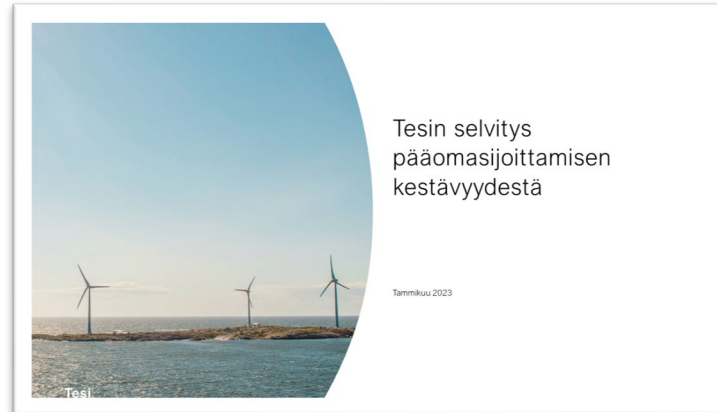 Tesin selvitys
pääomasijoittamisen
kestävyydestä
Tammikuu 2023
Tesi